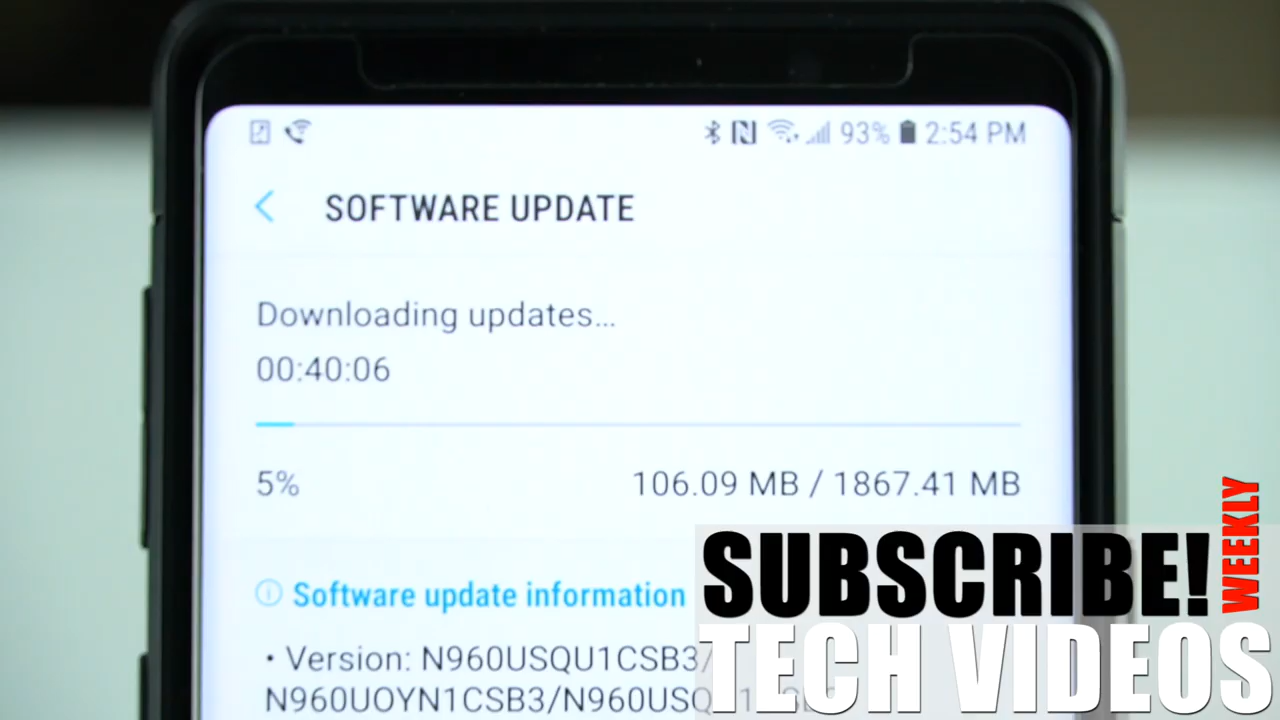 93% 2:54 PM
SOFTWARE UPDATE
Downloading updates...
00:40:06
5% 106.09 MB / 1867.41 MB
Software update information
• Version: N960USQU1CSB3/
N960UOYN1CSB3/N960USQ
SUBSCRIBE!
WEEKLY
TECH VIDEOS